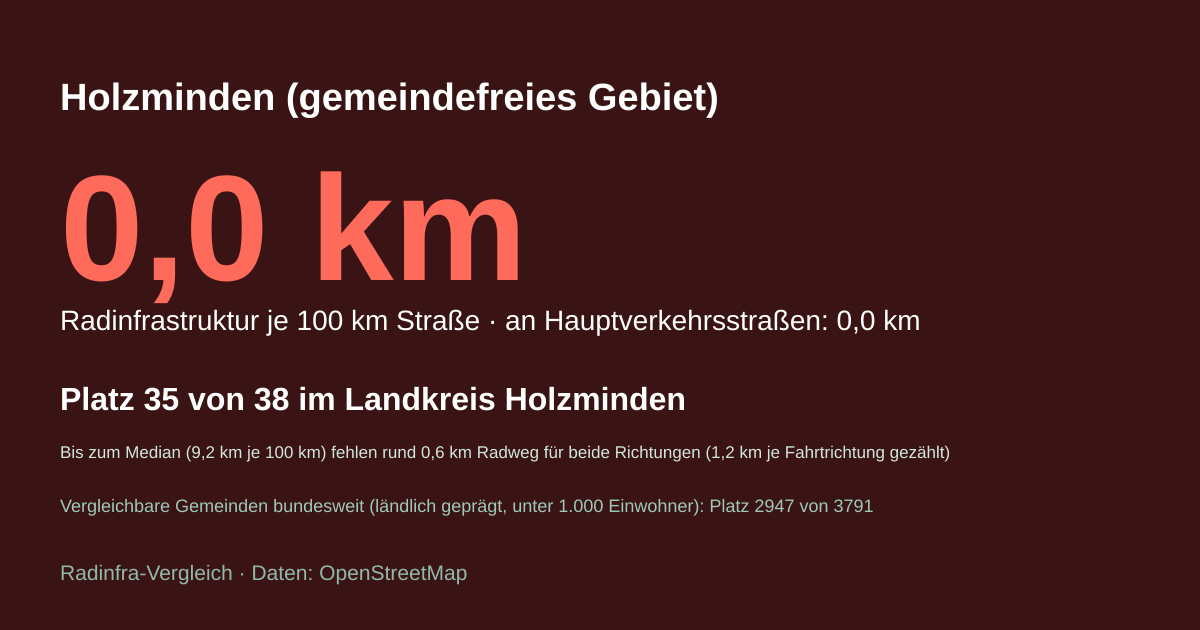 Holzminden (gemeindefreies Gebiet)
0,0 km
Radinfrastruktur je 100 km Straße · an Hauptverkehrsstraßen: 0,0 km
Platz 35 von 38 im Landkreis Holzminden
Bis zum Median (9,2 km je 100 km) fehlen rund 0,6 km Radweg für beide Richtungen (1,2 km je Fahrtrichtung gezählt)
Vergleichbare Gemeinden bundesweit (ländlich geprägt, unter 1.000 Einwohner): Platz 2947 von 3791
Radinfra-Vergleich · Daten: OpenStreetMap